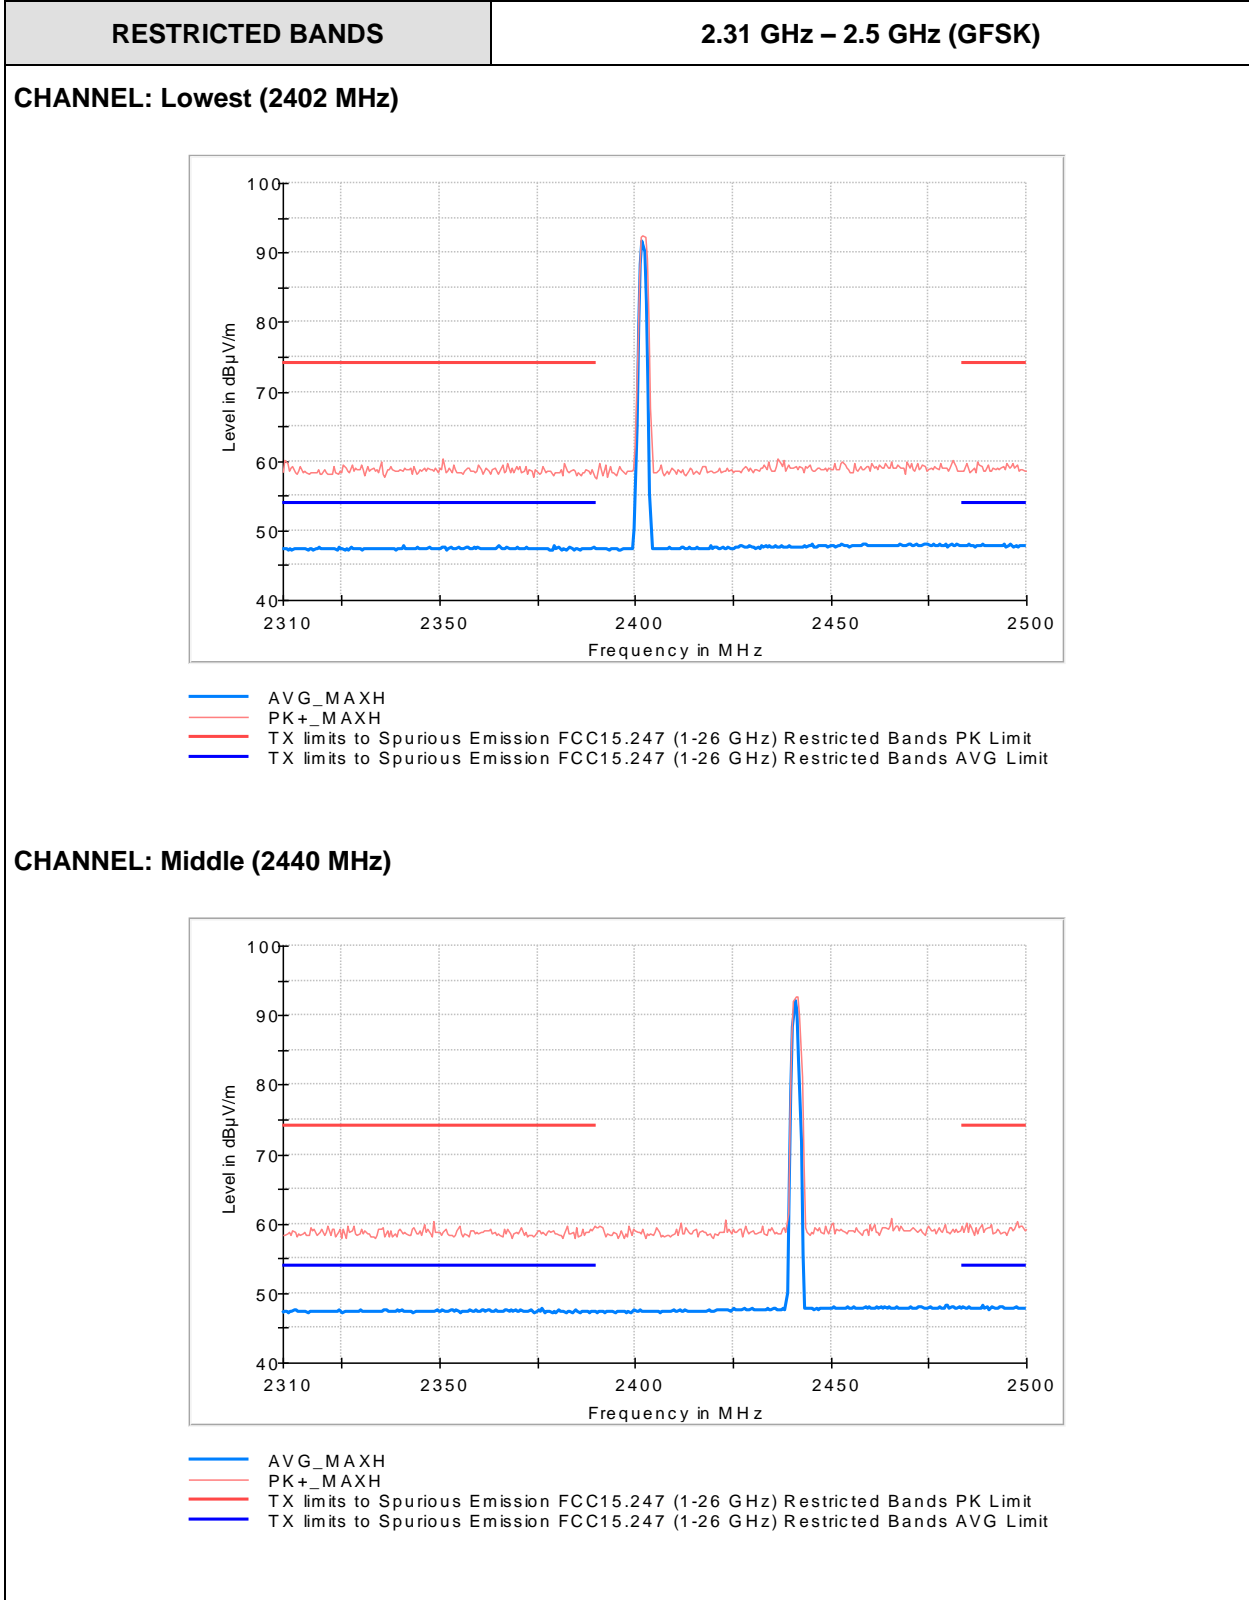 RESTRICTED BANDS
2.31 GHz – 2.5 GHz (GFSK)
CHANNEL: Lowest (2402 MHz)
100
90
80
70
60
50
40
Level in dBµV/m
2310
2350
2400
2450
2500
Frequency in MHz
AVG_MAXH
PK+_MAXH
TX limits to Spurious Emission FCC15.247 (1-26 GHz) Restricted Bands PK Limit
TX limits to Spurious Emission FCC15.247 (1-26 GHz) Restricted Bands AVG Limit
CHANNEL: Middle (2440 MHz)
100
90
80
70
60
50
40
Level in dBµV/m
2310
2350
2400
2450
2500
Frequency in MHz
AVG_MAXH
PK+_MAXH
TX limits to Spurious Emission FCC15.247 (1-26 GHz) Restricted Bands PK Limit
TX limits to Spurious Emission FCC15.247 (1-26 GHz) Restricted Bands AVG Limit